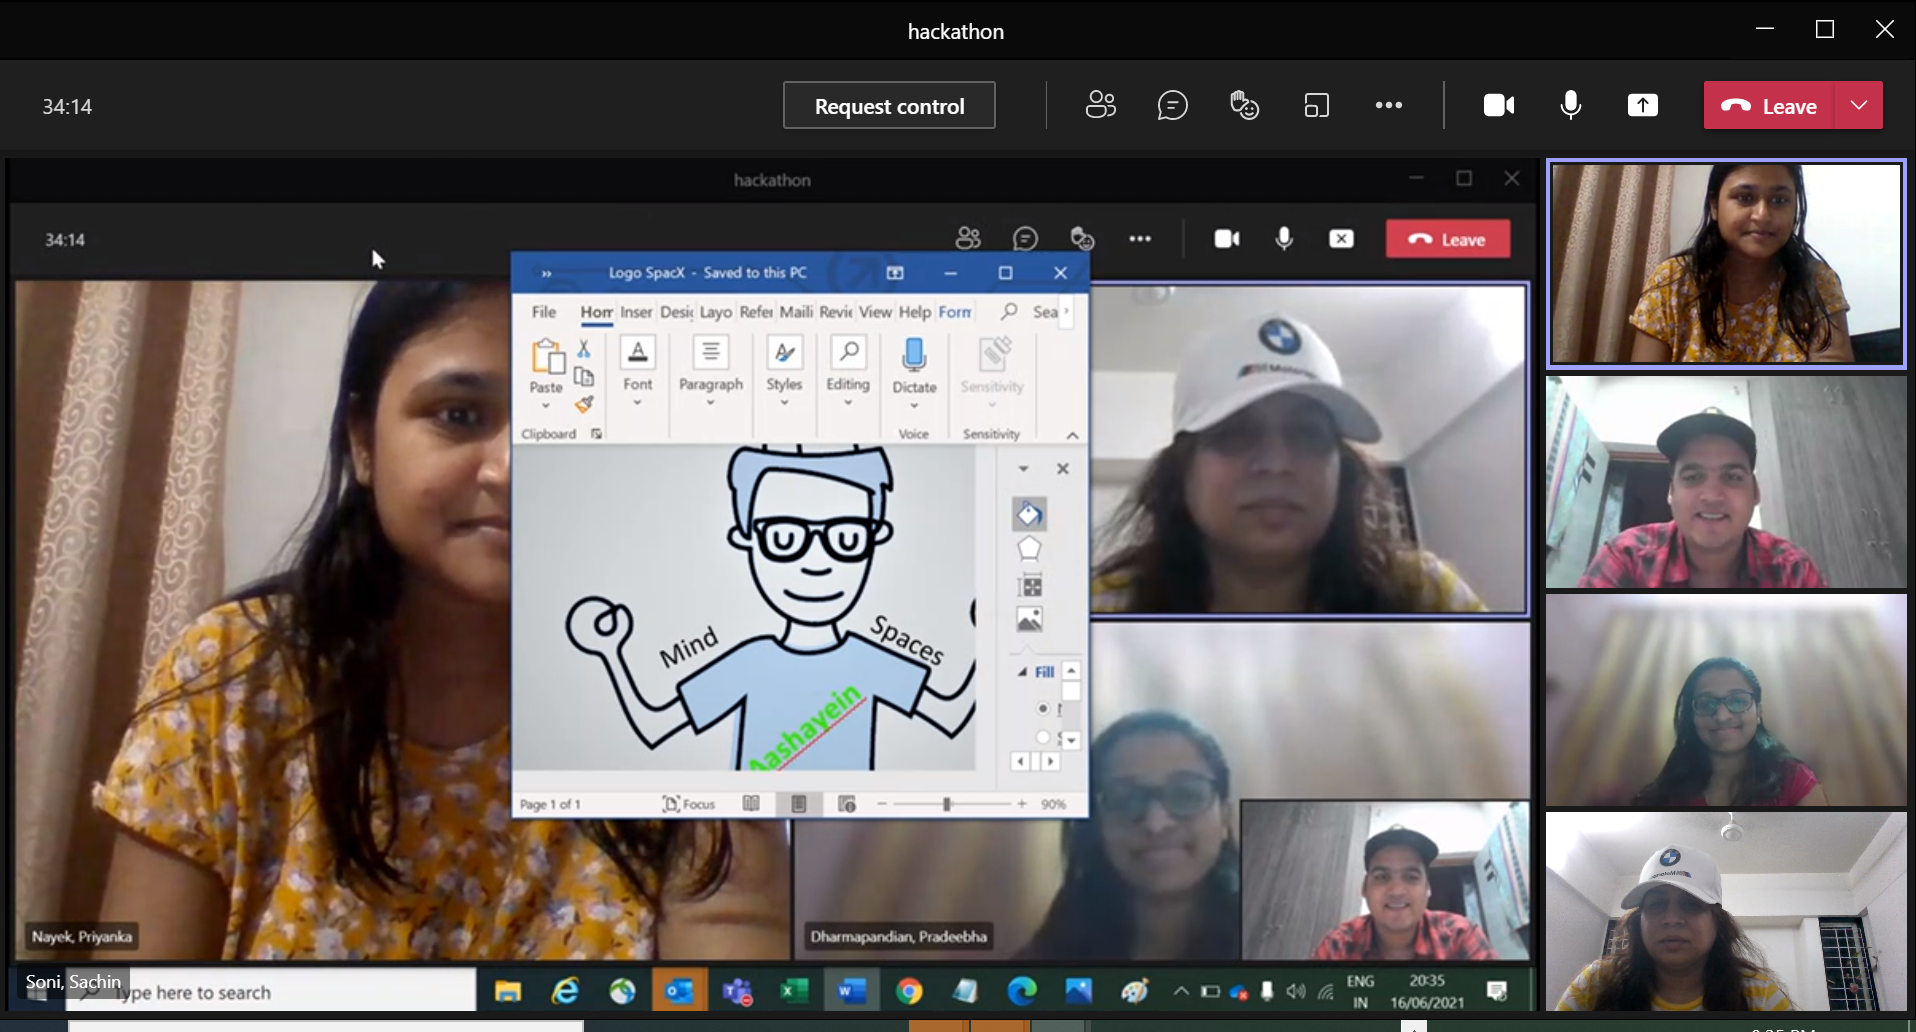 hackathon
34:14
Request control
Leave
hackathon
34:14
Leave
Logo SpacX - Saved to this PC
File Hom Inser Desig Layo Refer Maili Revie View Help Form Sea
Paste
Font
Paragraph
Styles
Editing
Dictate
Sensitivity
Clipboard
Voice
Sensitivity
Mind
Spaces
Aashayein
Fill
Page 1 of 1
Focus
90%
Nayek, Priyanka
Dharmapandian, Pradeebha
Soni, Sachin
Type here to search
ENG
IN
20:35
16/06/2021